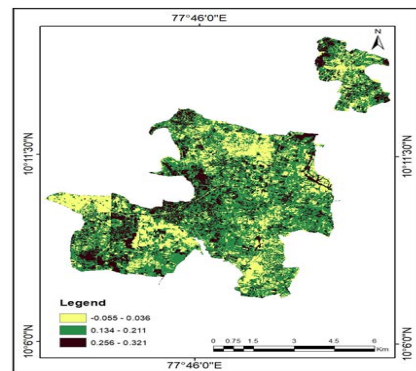 77°46'0"E
N
10°11'30"N
10°11'30"N
Legend
-0.055 - 0.036
0.134 - 0.211
0.256 - 0.321
0 0.75 1.5 3 4.5 6
Km
10°6'0"N
10°6'0"N
77°46'0"E